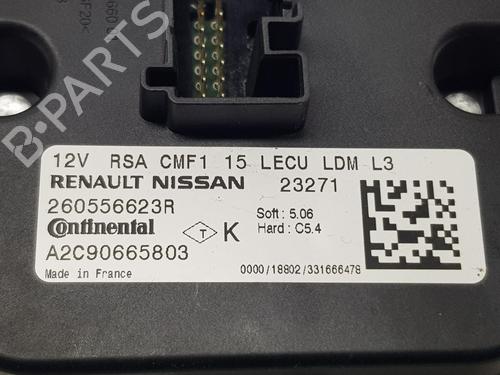 B-PARTS
12V RSA CMF1 15 LECU LDM L3
RENAULT NISSAN 23271
260556623R
Soft : 5.06
Continental T K Hard : C5.4
A2C90665803
Made in France 0000/18802/331666478